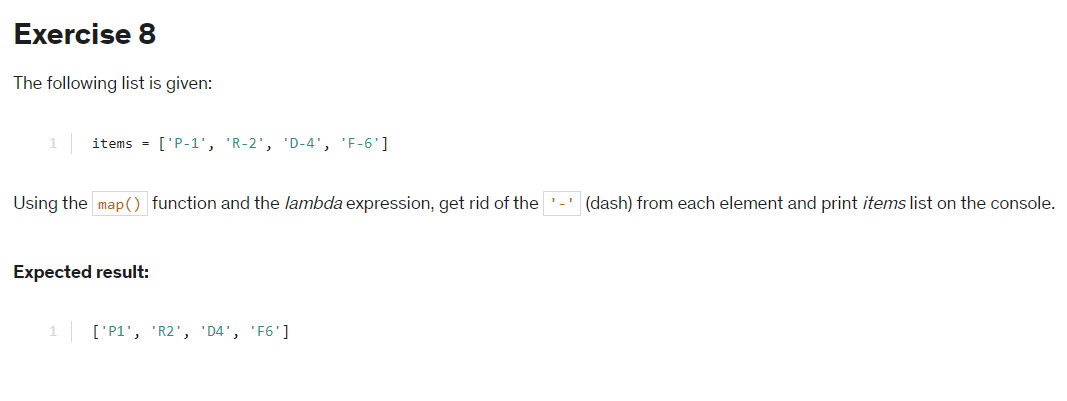 Exercise 8
The following list is given:
1 items = ['P-1', 'R-2', 'D-4', 'F-6']
Using the map() function and the lambda expression, get rid of the '-' (dash) from each element and print items list on the console.
Expected result:
1 ['P1', 'R2', 'D4', 'F6']